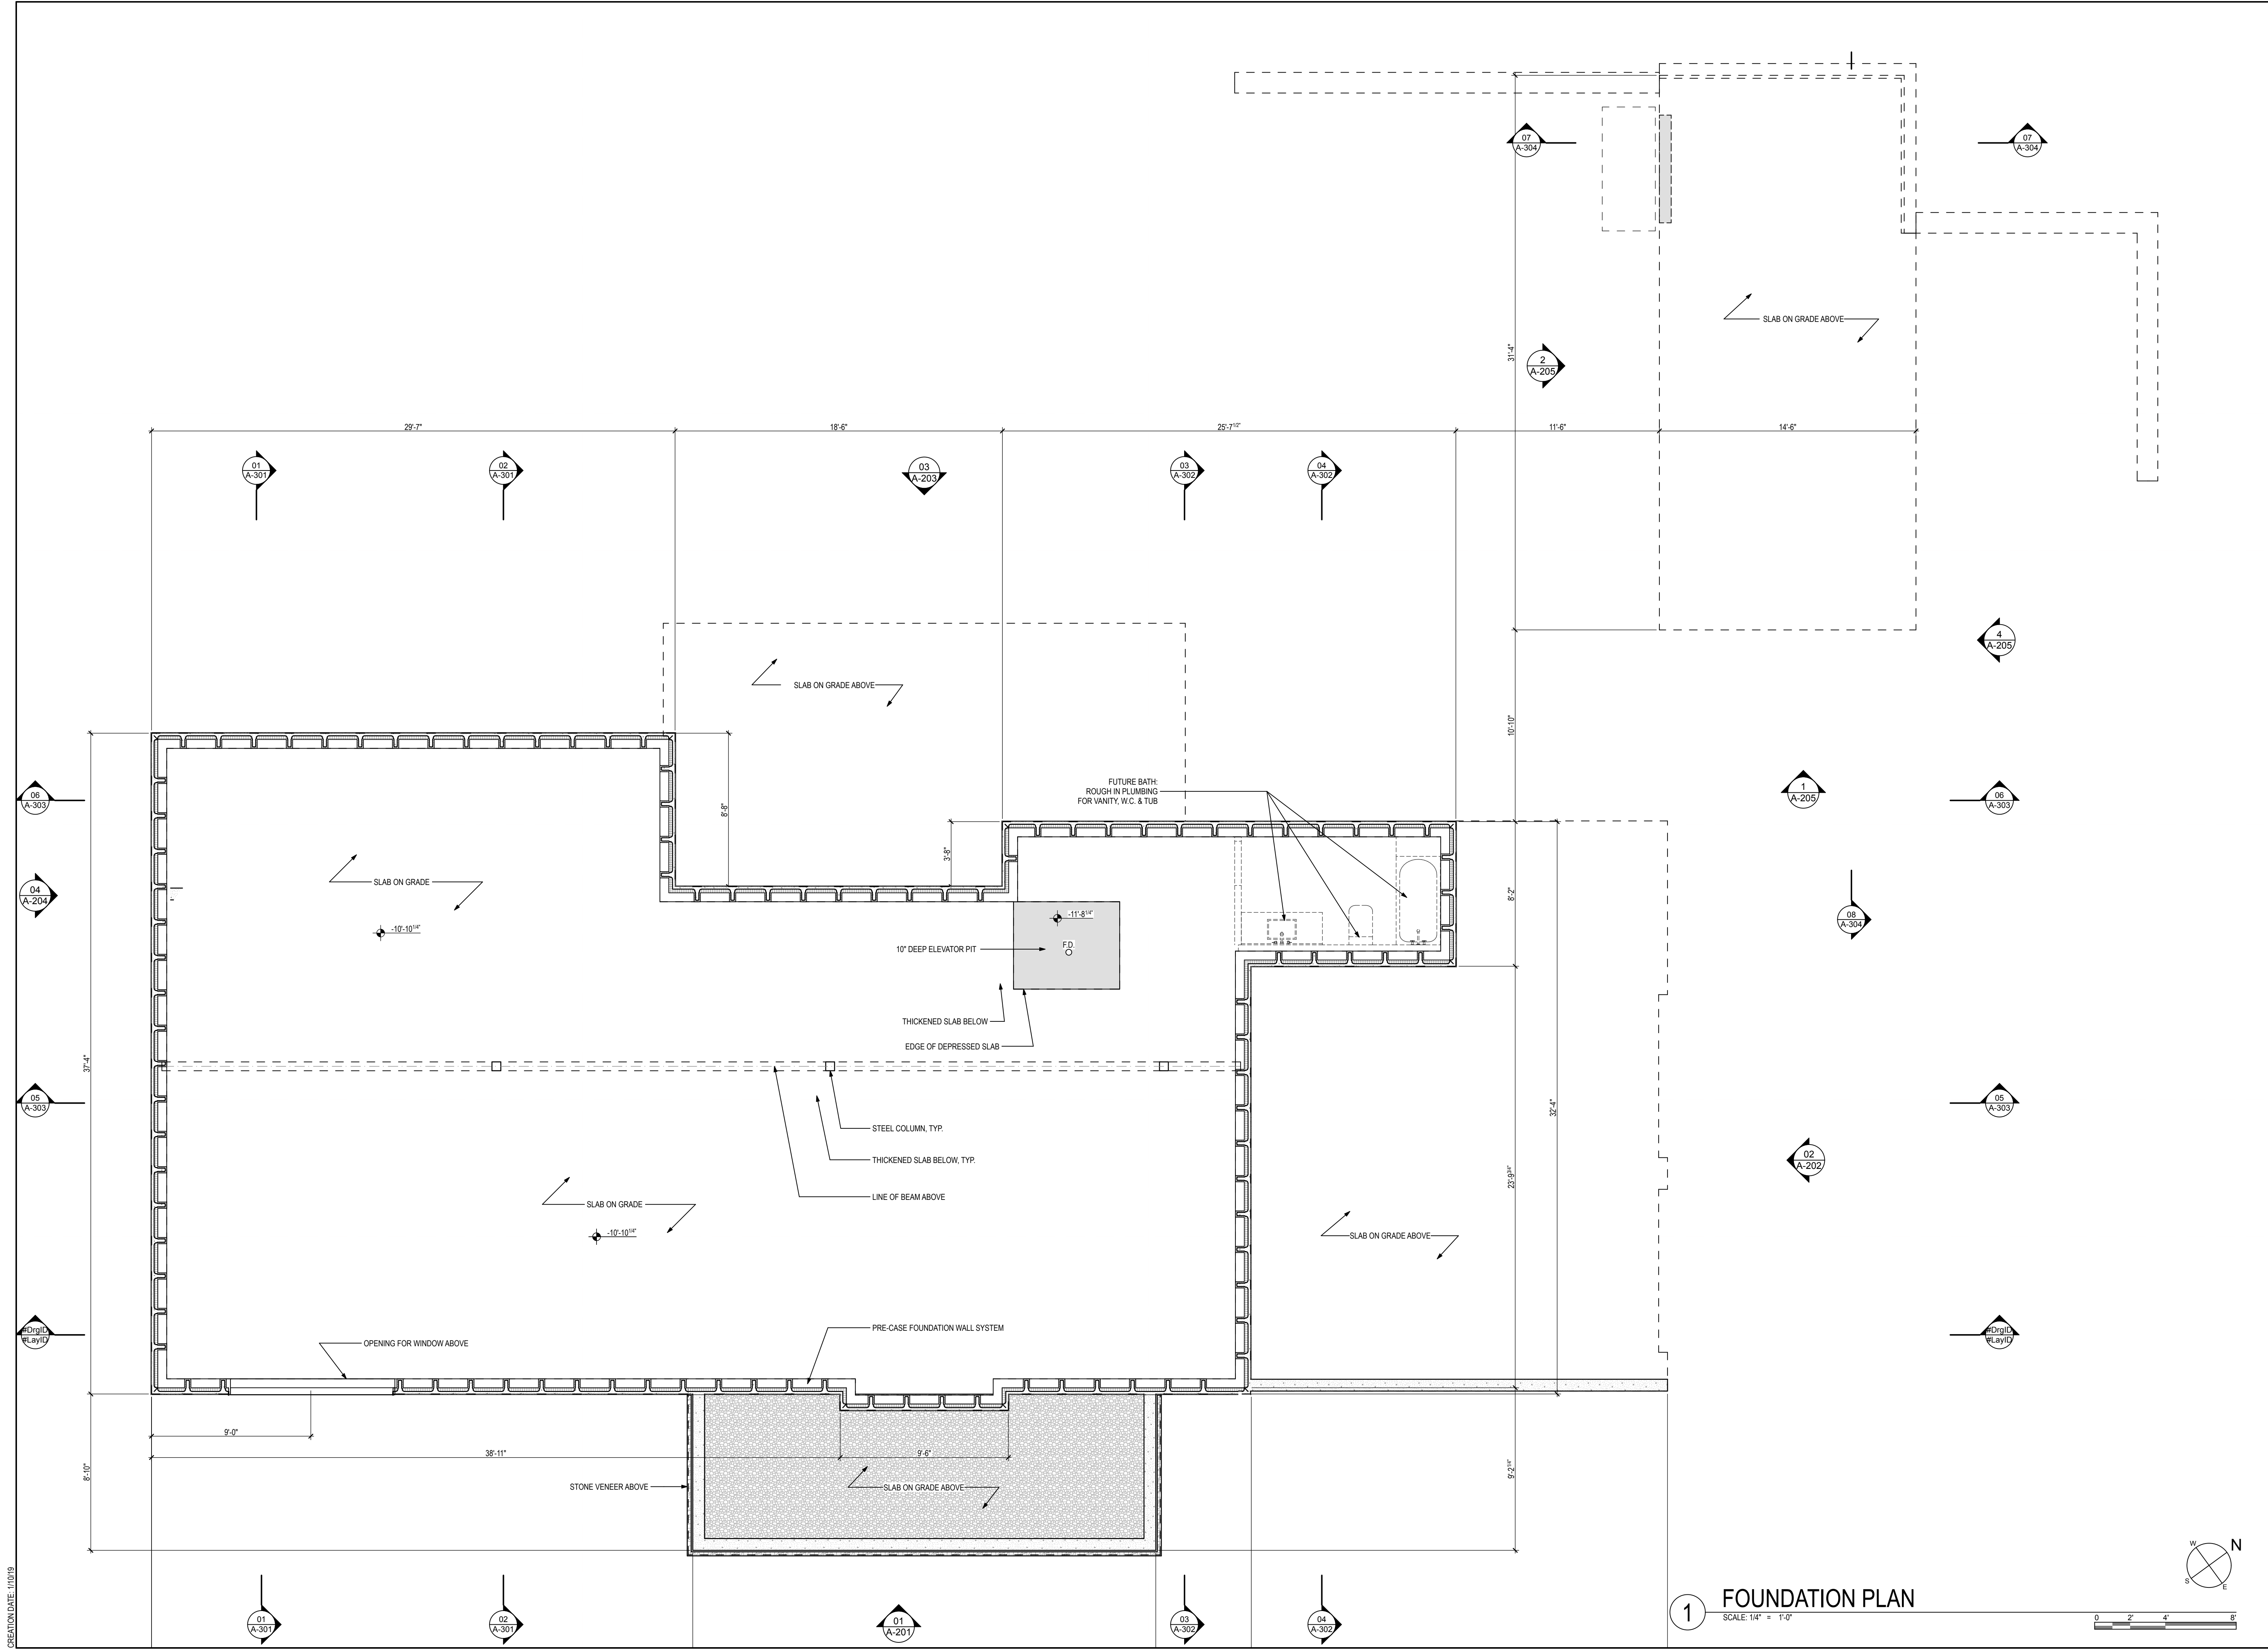 07
A-304
07
A-304
SLAB ON GRADE ABOVE
31'-4"
2
A-205
29'-7"
18'-6"
25'-7 1/2"
11'-6"
14'-6"
01
A-301
02
A-301
03
A-203
03
A-302
04
A-302
4
A-205
SLAB ON GRADE ABOVE
10'-10"
FUTURE BATH:
ROUGH IN PLUMBING
FOR VANITY, W.C. & TUB
1
A-205
06
A-303
06
A-303
8'-8"
3'-8"
SLAB ON GRADE
04
A-204
8'-2"
-11'-8 1/4"
08
A-304
-10'-10 1/4"
F.D.
10" DEEP ELEVATOR PIT
THICKENED SLAB BELOW
EDGE OF DEPRESSED SLAB
37'-4"
05
A-303
05
A-303
32'-4"
STEEL COLUMN, TYP.
THICKENED SLAB BELOW, TYP.
02
A-202
23'-9 3/4"
LINE OF BEAM ABOVE
SLAB ON GRADE
-10'-10 1/4"
SLAB ON GRADE ABOVE
#DrgID
#LayID
#DrgID
#LayID
PRE-CASE FOUNDATION WALL SYSTEM
OPENING FOR WINDOW ABOVE
9'-0"
38'-11"
9'-6"
8'-10"
9'-2 1/4"
STONE VENEER ABOVE
SLAB ON GRADE ABOVE
01
A-301
02
A-301
01
A-201
03
A-302
04
A-302
W
N
S
E
1
FOUNDATION PLAN
SCALE: 1/4" = 1'-0"
0 2' 4' 8'
CREATION DATE: 1/10/19